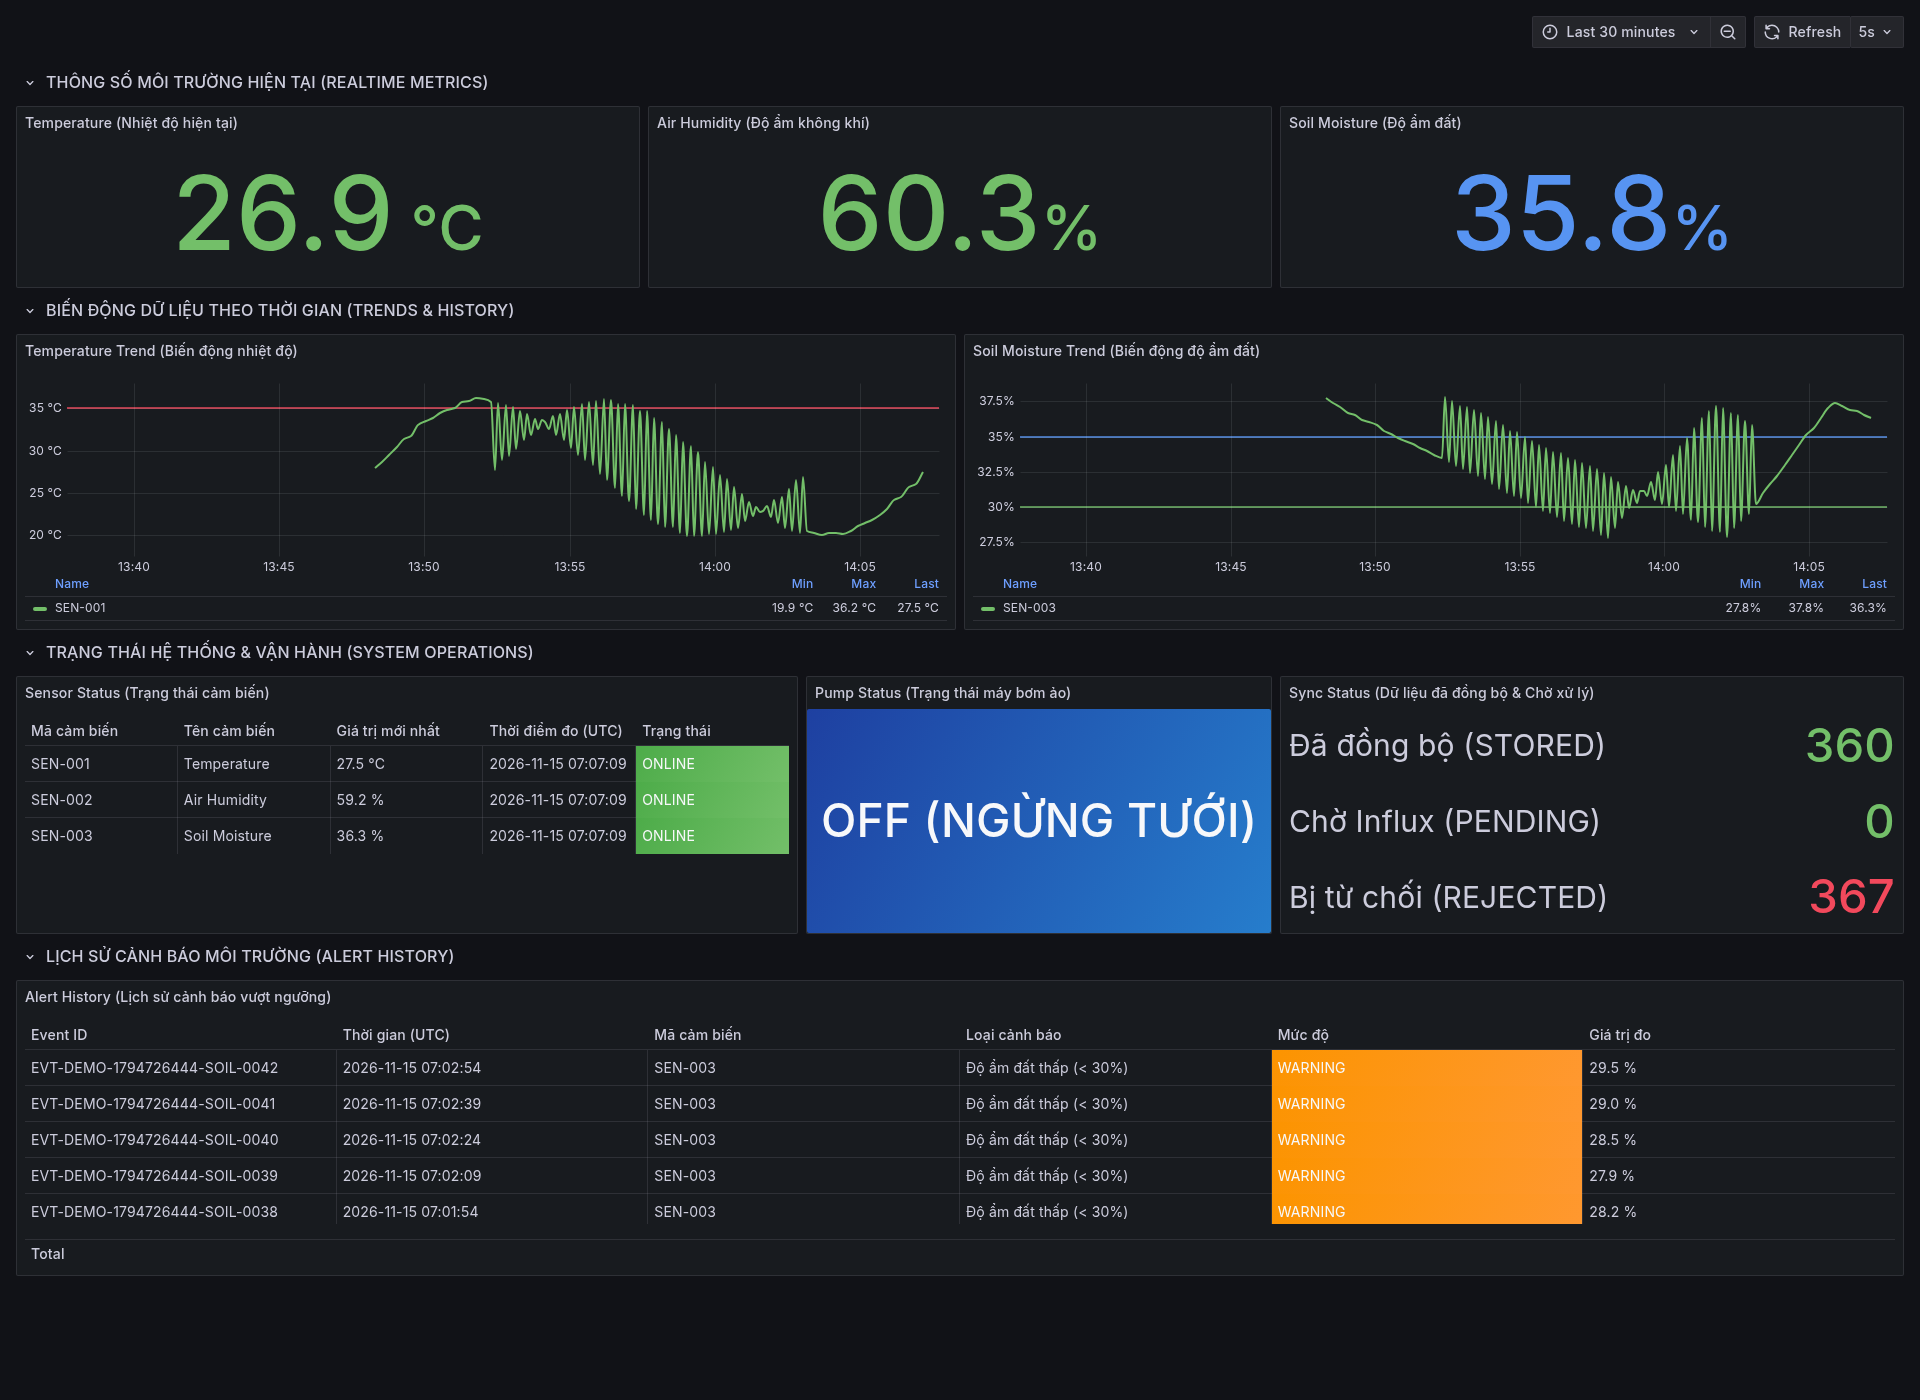 Last 30 minutes
Refresh 5s
THÔNG SỐ MÔI TRƯỜNG HIỆN TẠI (REALTIME METRICS)
Temperature (Nhiệt độ hiện tại)
26.9 °C
Air Humidity (Độ ẩm không khí)
60.3%
Soil Moisture (Độ ẩm đất)
35.8%
BIẾN ĐỘNG DỮ LIỆU THEO THỜI GIAN (TRENDS & HISTORY)
Temperature Trend (Biến động nhiệt độ)
35 °C
30 °C
25 °C
20 °C
13:40 13:45 13:50 13:55 14:00 14:05
Name Min Max Last
SEN-001 19.9 °C 36.2 °C 27.5 °C
Soil Moisture Trend (Biến động độ ẩm đất)
37.5%
35%
32.5%
30%
27.5%
13:40 13:45 13:50 13:55 14:00 14:05
Name Min Max Last
SEN-003 27.8% 37.8% 36.3%
TRẠNG THÁI HỆ THỐNG & VẬN HÀNH (SYSTEM OPERATIONS)
Sensor Status (Trạng thái cảm biến)
Mã cảm biến Tên cảm biến Giá trị mới nhất Thời điểm đo (UTC) Trạng thái
SEN-001 Temperature 27.5 °C 2026-11-15 07:07:09 ONLINE
SEN-002 Air Humidity 59.2 % 2026-11-15 07:07:09 ONLINE
SEN-003 Soil Moisture 36.3 % 2026-11-15 07:07:09 ONLINE
Pump Status (Trạng thái máy bơm ảo)
OFF (NGỪNG TƯỚI)
Sync Status (Dữ liệu đã đồng bộ & Chờ xử lý)
Đã đồng bộ (STORED) 360
Chờ Influx (PENDING) 0
Bị từ chối (REJECTED) 367
LỊCH SỬ CẢNH BÁO MÔI TRƯỜNG (ALERT HISTORY)
Alert History (Lịch sử cảnh báo vượt ngưỡng)
Event ID Thời gian (UTC) Mã cảm biến Loại cảnh báo Mức độ Giá trị đo
EVT-DEMO-1794726444-SOIL-0042 2026-11-15 07:02:54 SEN-003 Độ ẩm đất thấp (< 30%) WARNING 29.5 %
EVT-DEMO-1794726444-SOIL-0041 2026-11-15 07:02:39 SEN-003 Độ ẩm đất thấp (< 30%) WARNING 29.0 %
EVT-DEMO-1794726444-SOIL-0040 2026-11-15 07:02:24 SEN-003 Độ ẩm đất thấp (< 30%) WARNING 28.5 %
EVT-DEMO-1794726444-SOIL-0039 2026-11-15 07:02:09 SEN-003 Độ ẩm đất thấp (< 30%) WARNING 27.9 %
EVT-DEMO-1794726444-SOIL-0038 2026-11-15 07:01:54 SEN-003 Độ ẩm đất thấp (< 30%) WARNING 28.2 %
Total